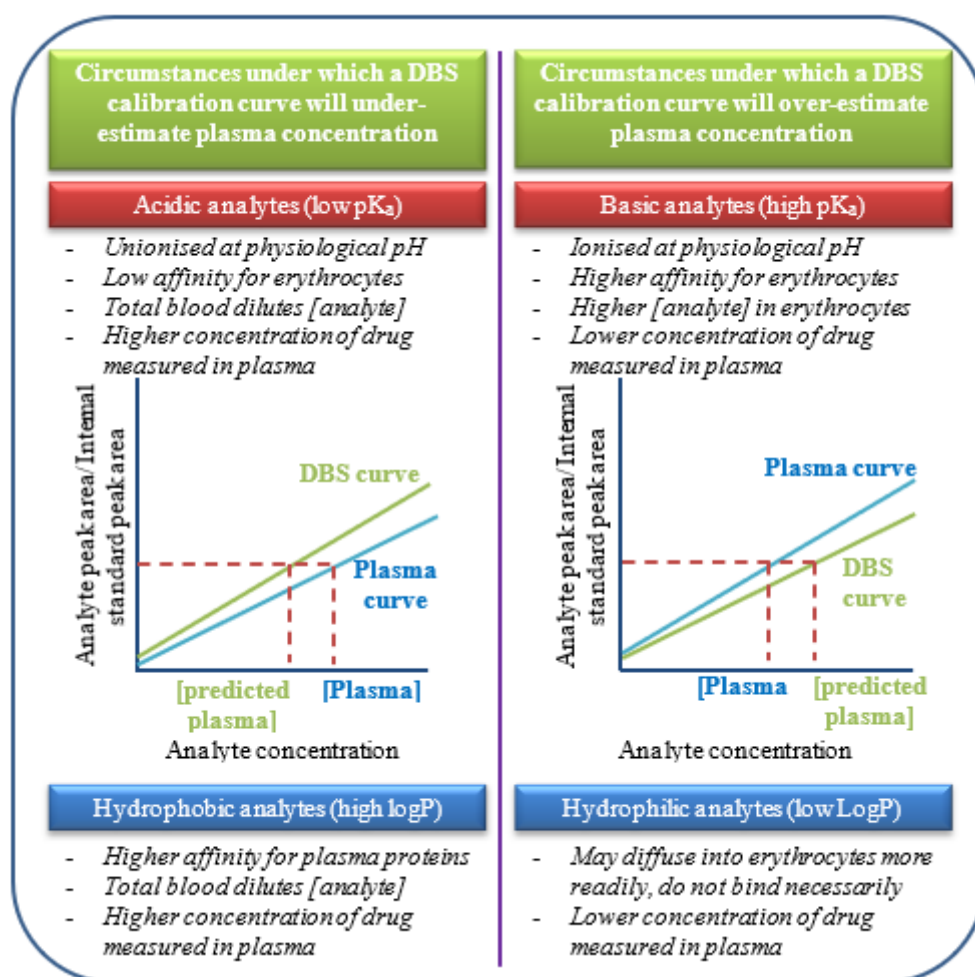 Circumstances under which a DBS
calibration curve will under-
estimate plasma concentration
Acidic analytes (low pKₐ)
- Unionised at physiological pH
- Low affinity for erythrocytes
- Total blood dilutes [analyte]
- Higher concentration of drug
measured in plasma
Analyte peak area/ Internal
standard peak area
DBS curve
Plasma
curve
[predicted
plasma]
[Plasma]
Analyte concentration
Hydrophobic analytes (high logP)
- Higher affinity for plasma proteins
- Total blood dilutes [analyte]
- Higher concentration of drug
measured in plasma
Circumstances under which a DBS
calibration curve will over-estimate
plasma concentration
Basic analytes (high pKₐ)
- Ionised at physiological pH
- Higher affinity for erythrocytes
- Higher [analyte] in erythrocytes
- Lower concentration of drug
measured in plasma
Analyte peak area/ Internal
standard peak area
Plasma curve
DBS
curve
[Plasma
[predicted
plasma]
Analyte concentration
Hydrophilic analytes (low LogP)
- May diffuse into erythrocytes more
readily, do not bind necessarily
- Lower concentration of drug
measured in plasma